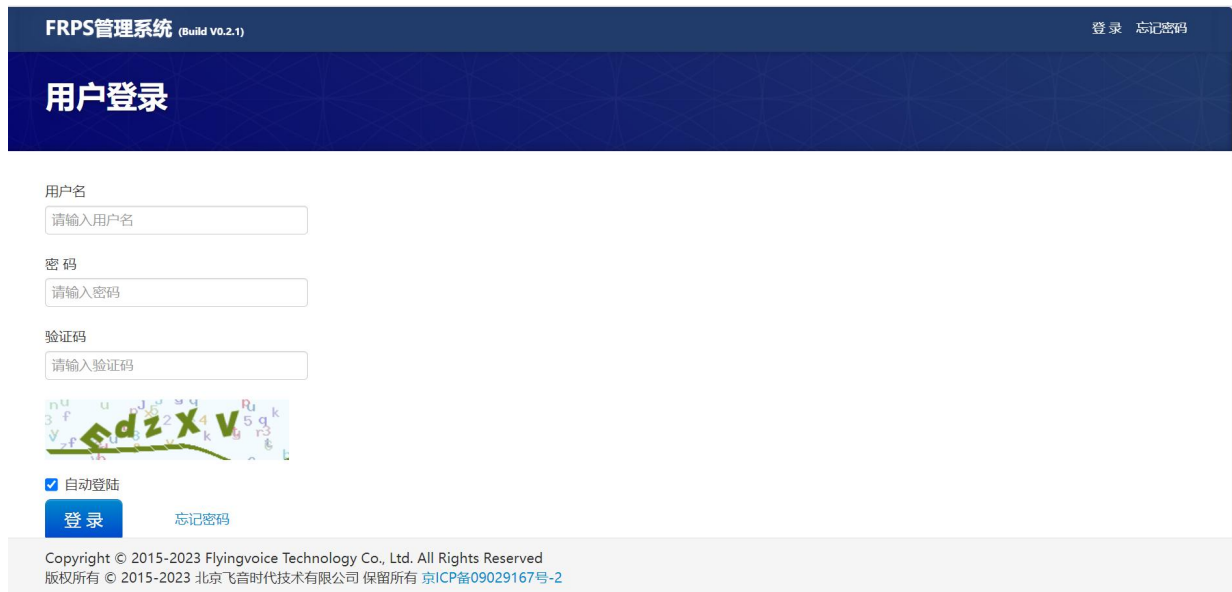 FRPS管理系统 (Build V0.2.1)
登 录 忘记密码
用户登录
用户名
请输入用户名
密 码
请输入密码
验证码
请输入验证码
自动登陆
登 录 忘记密码
Copyright © 2015-2023 Flyingvoice Technology Co., Ltd. All Rights Reserved
版权所有 © 2015-2023 北京飞音时代技术有限公司 保留所有 京ICP备09029167号-2